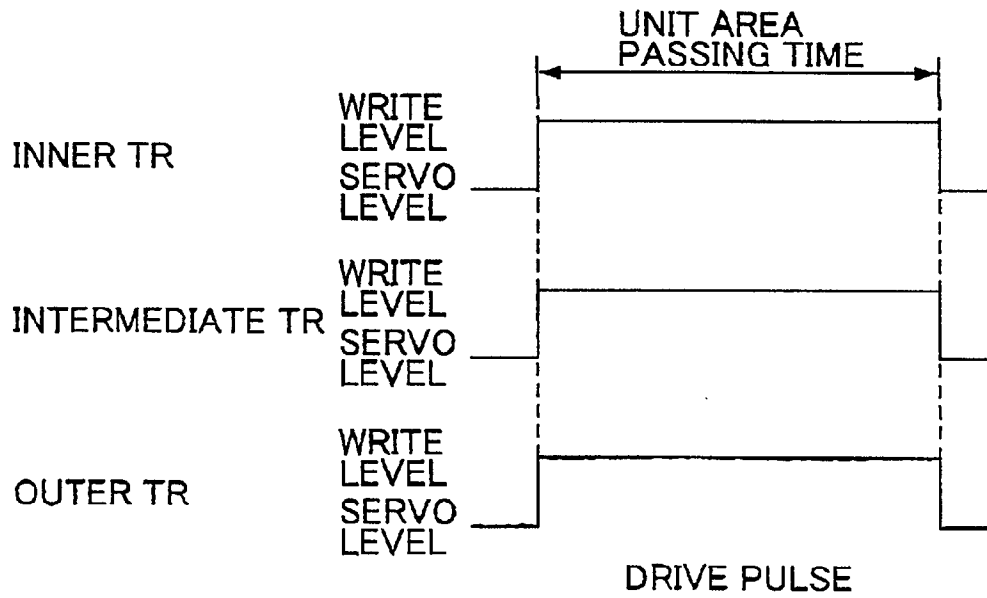 UNIT AREA
PASSING TIME
INNER TR
WRITE
LEVEL
SERVO
LEVEL
INTERMEDIATE TR
WRITE
LEVEL
SERVO
LEVEL
OUTER TR
WRITE
LEVEL
SERVO
LEVEL
DRIVE PULSE